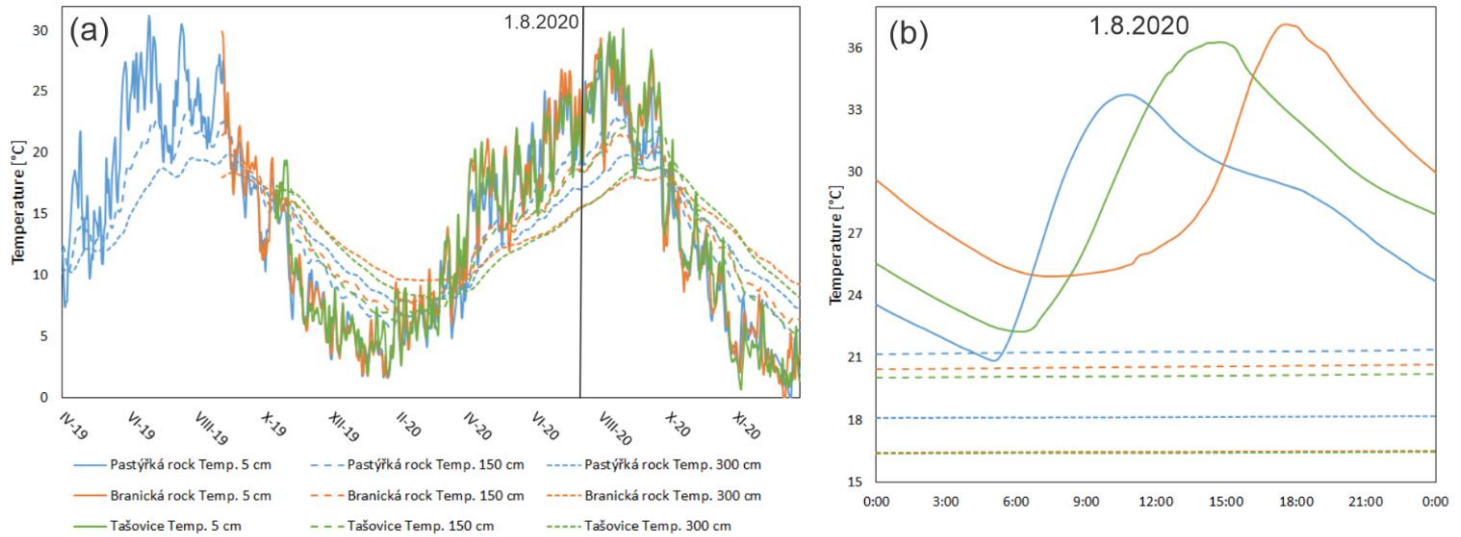 (a)
1.8.2020
Temperature [°C]
30
25
20
15
10
5
0
IV-19 VI-19 VIII-19 X-19 XII-19 II-20 IV-20 VI-20 VIII-20 X-20 XI-20
Pastýřká rock Temp. 5 cm Pastýřká rock Temp. 150 cm Pastýřká rock Temp. 300 cm
Branická rock Temp. 5 cm Branická rock Temp. 150 cm Branická rock Temp. 300 cm
Tašovice Temp. 5 cm Tašovice Temp. 150 cm Tašovice Temp. 300 cm
(b)
1.8.2020
Temperature [°C]
36
33
30
27
24
21
18
15
0:00 3:00 6:00 9:00 12:00 15:00 18:00 21:00 0:00